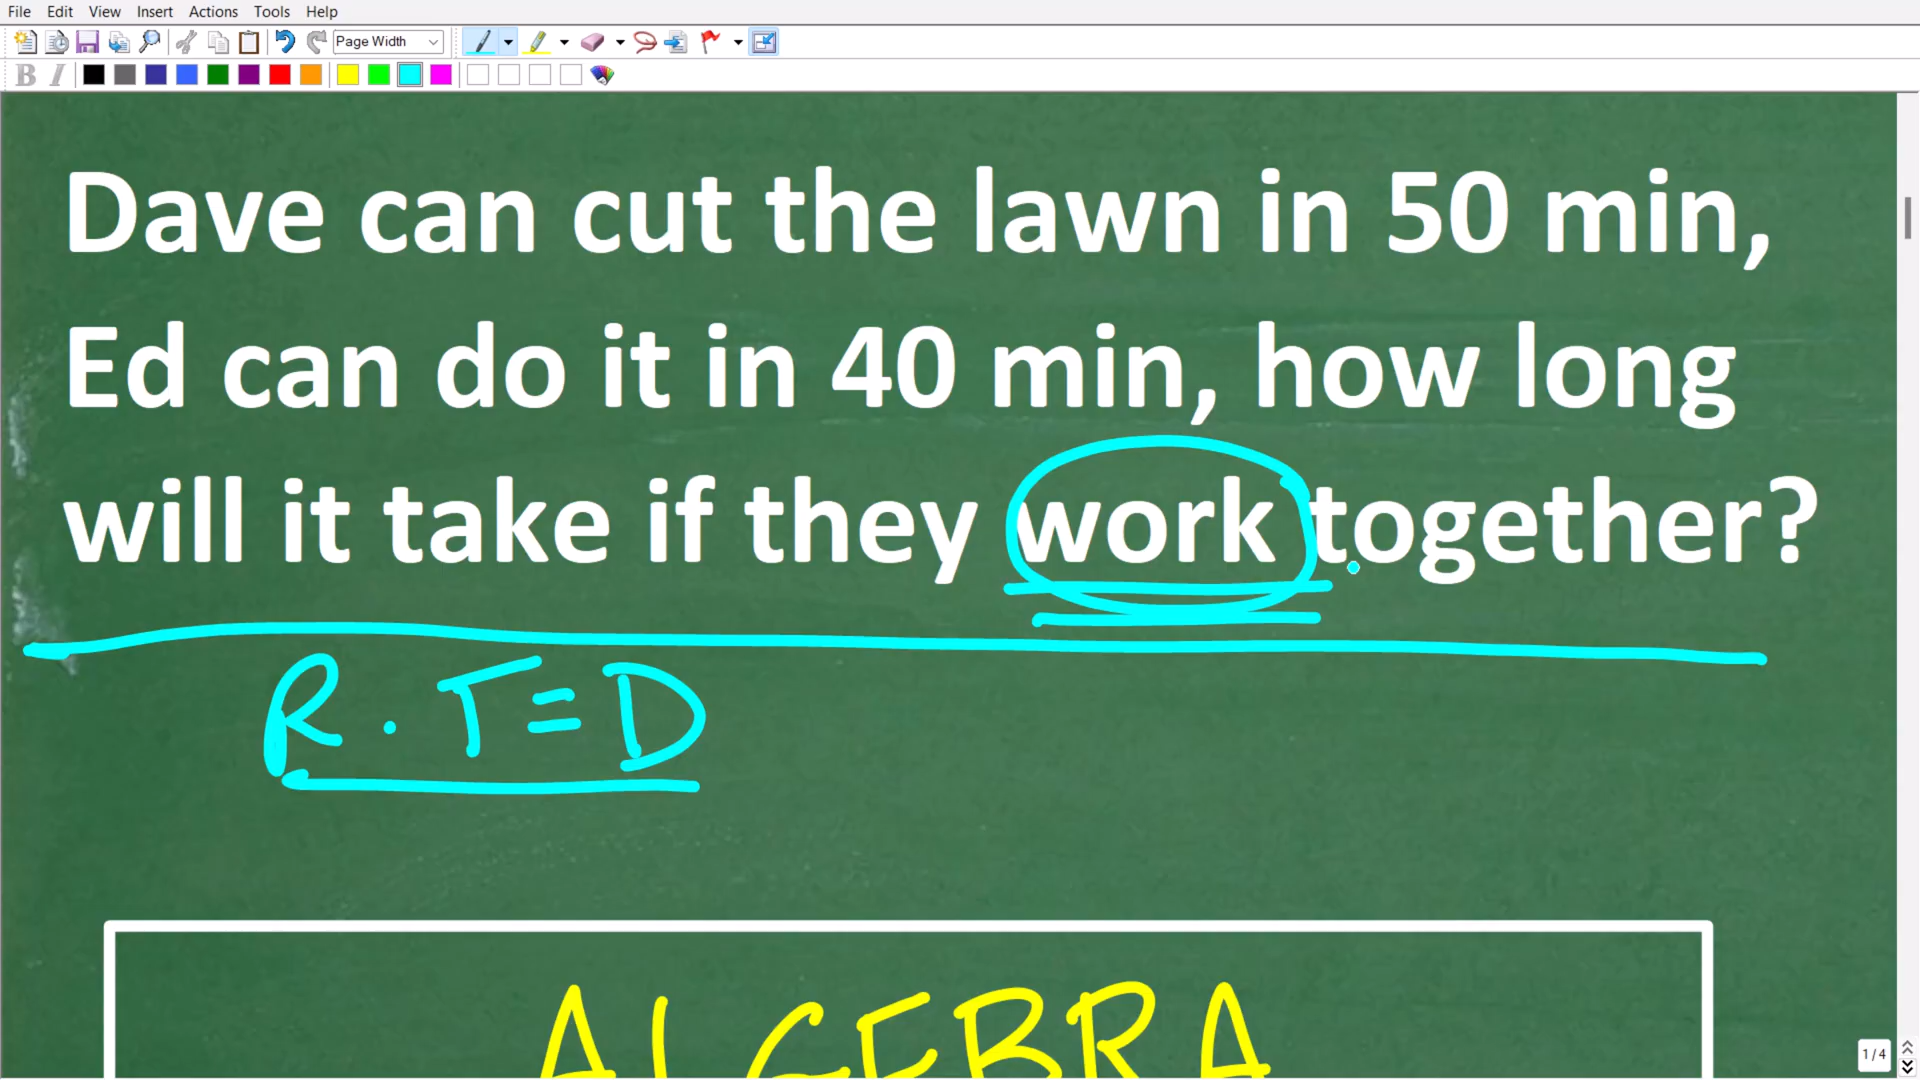 File Edit View Insert Actions Tools Help
Page Width
B I
Dave can cut the lawn in 50 min,
Ed can do it in 40 min, how long
will it take if they work together?
R · T = D
ALGEBRA
1 / 4